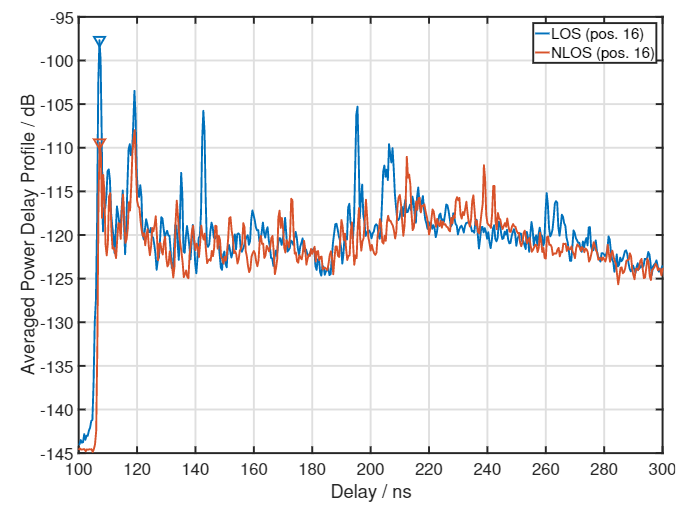 -95
-100
-105
-110
-115
-120
-125
-130
-135
-140
-145
Averaged Power Delay Profile / dB
LOS (pos. 16)
NLOS (pos. 16)
100 120 140 160 180 200 220 240 260 280 300
Delay / ns